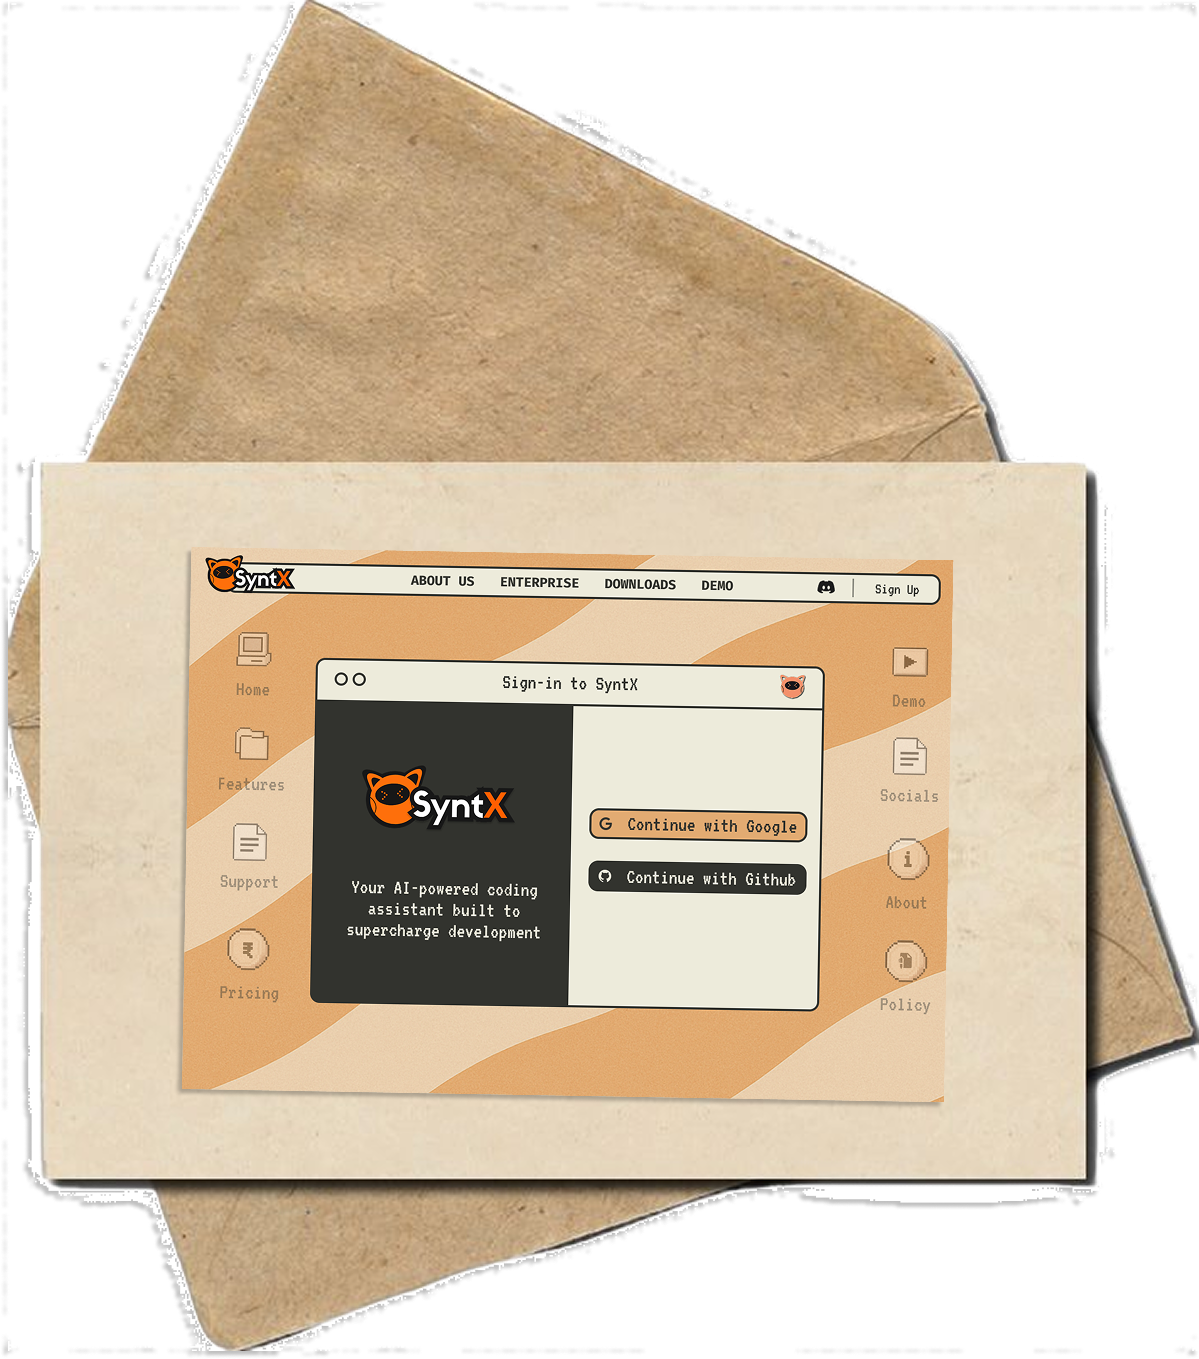 SyntX
ABOUT US ENTERPRISE DOWNLOADS DEMO Sign Up
Home
Features
Support
Pricing
Sign-in to SyntX
SyntX
Your AI-powered coding
assistant built to
supercharge development
Continue with Google
Continue with Github
Demo
Socials
About
Policy